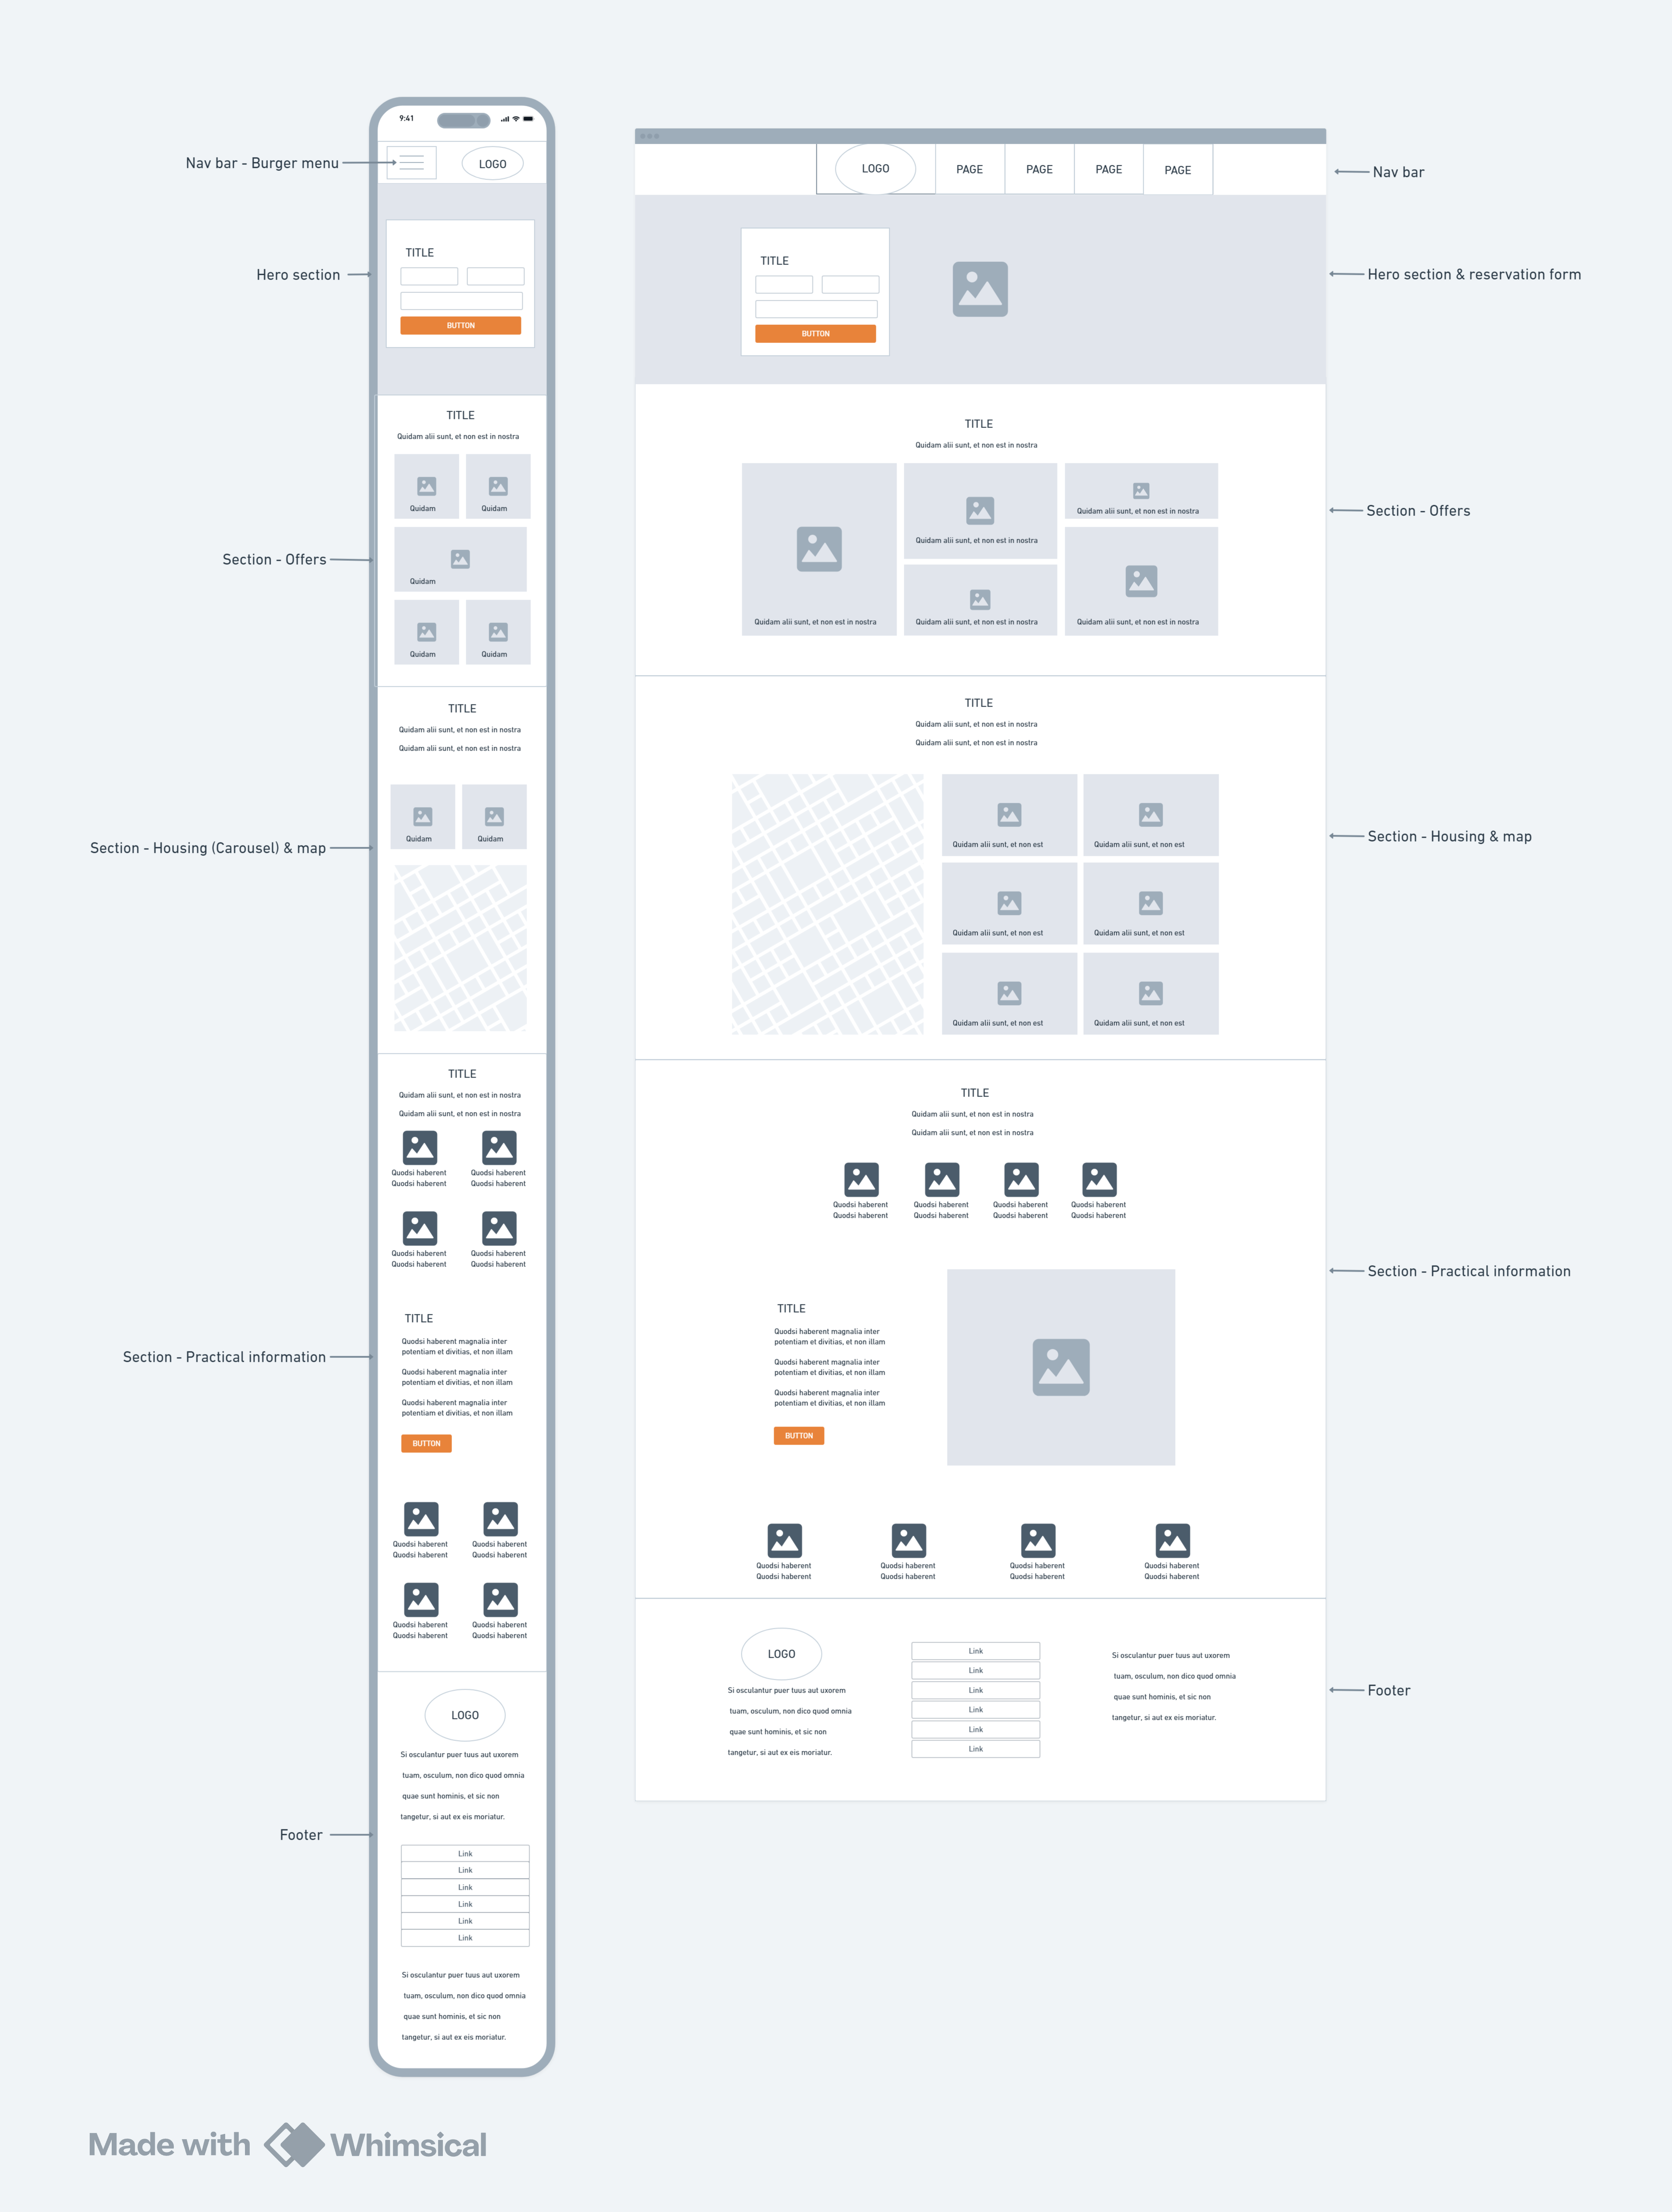 9:41
Nav bar - Burger menu
LOGO
Hero section
TITLE
BUTTON
TITLE
Quidam alii sunt, et non est in nostra
Quidam Quidam
Section - Offers
Quidam
Quidam Quidam
TITLE
Quidam alii sunt, et non est in nostra
Quidam alii sunt, et non est in nostra
Quidam Quidam
Section - Housing (Carousel) & map
TITLE
Quidam alii sunt, et non est in nostra
Quidam alii sunt, et non est in nostra
Quodsi haberent Quodsi haberent
Quodsi haberent Quodsi haberent
Quodsi haberent Quodsi haberent
Quodsi haberent Quodsi haberent
TITLE
Quodsi haberent magnalia inter
potentiam et divitias, et non illam
Section - Practical information
Quodsi haberent magnalia inter
potentiam et divitias, et non illam
Quodsi haberent magnalia inter
potentiam et divitias, et non illam
BUTTON
Quodsi haberent Quodsi haberent
Quodsi haberent Quodsi haberent
Quodsi haberent Quodsi haberent
Quodsi haberent Quodsi haberent
LOGO
Si osculantur puer tuus aut uxorem
tuam, osculum, non dico quod omnia
quae sunt hominis, et sic non
tangetur, si aut ex eis moriatur.
Footer
Link
Link
Link
Link
Link
Link
Si osculantur puer tuus aut uxorem
tuam, osculum, non dico quod omnia
quae sunt hominis, et sic non
tangetur, si aut ex eis moriatur.
LOGO PAGE PAGE PAGE PAGE
Nav bar
TITLE
BUTTON
Hero section & reservation form
TITLE
Quidam alii sunt, et non est in nostra
Quidam alii sunt, et non est in nostra
Section - Offers
Quidam alii sunt, et non est in nostra
Quidam alii sunt, et non est in nostra Quidam alii sunt, et non est in nostra Quidam alii sunt, et non est in nostra
TITLE
Quidam alii sunt, et non est in nostra
Quidam alii sunt, et non est in nostra
Quidam alii sunt, et non est Quidam alii sunt, et non est
Section - Housing & map
Quidam alii sunt, et non est Quidam alii sunt, et non est
Quidam alii sunt, et non est Quidam alii sunt, et non est
TITLE
Quidam alii sunt, et non est in nostra
Quidam alii sunt, et non est in nostra
Quodsi haberent Quodsi haberent Quodsi haberent Quodsi haberent
Quodsi haberent Quodsi haberent Quodsi haberent Quodsi haberent
Section - Practical information
TITLE
Quodsi haberent magnalia inter
potentiam et divitias, et non illam
Quodsi haberent magnalia inter
potentiam et divitias, et non illam
Quodsi haberent magnalia inter
potentiam et divitias, et non illam
BUTTON
Quodsi haberent Quodsi haberent Quodsi haberent Quodsi haberent
Quodsi haberent Quodsi haberent Quodsi haberent Quodsi haberent
LOGO
Si osculantur puer tuus aut uxorem
tuam, osculum, non dico quod omnia
quae sunt hominis, et sic non
tangetur, si aut ex eis moriatur.
Link
Link
Link
Link
Link
Link
Si osculantur puer tuus aut uxorem
tuam, osculum, non dico quod omnia
quae sunt hominis, et sic non
tangetur, si aut ex eis moriatur.
Footer
Made with Whimsical